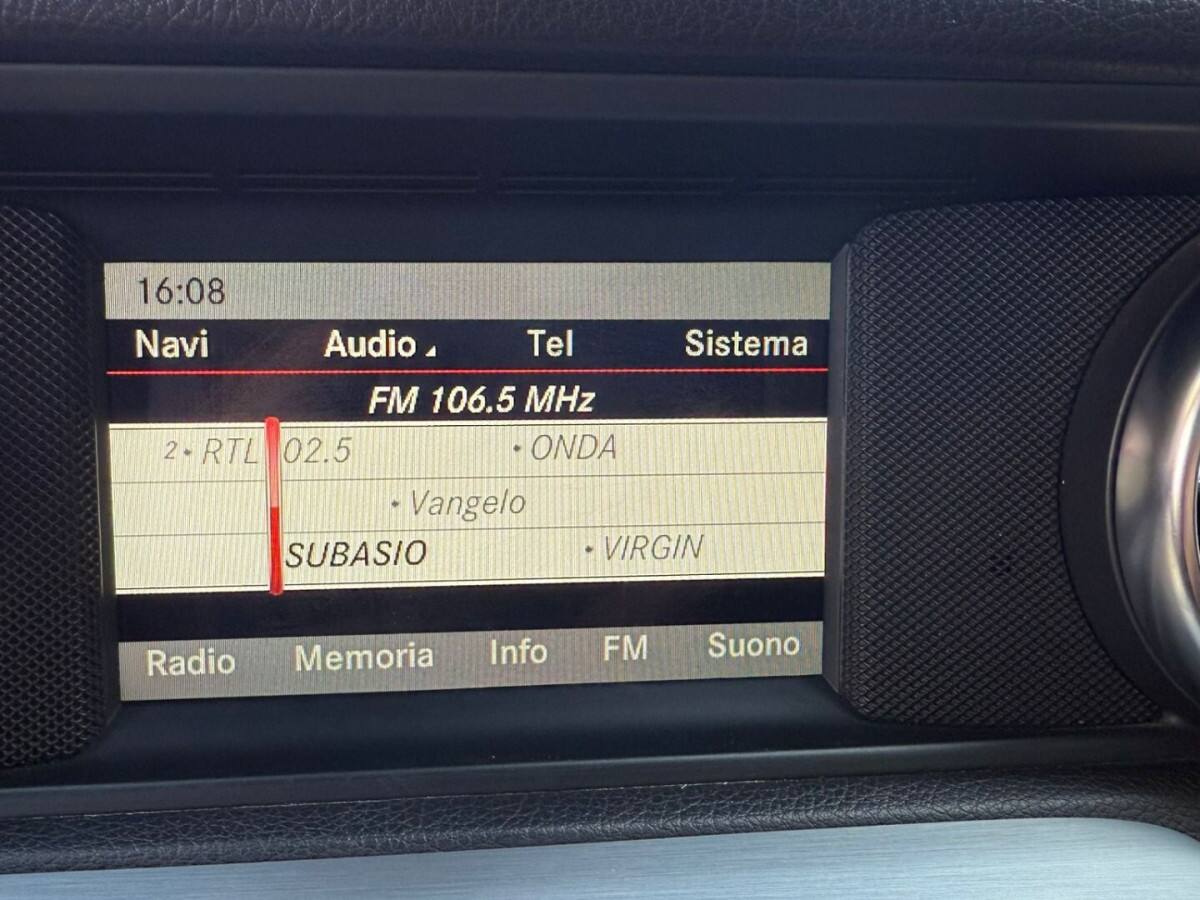 16:08
Navi Audio Tel Sistema
FM 106.5 MHz
2• RTL 02.5 • ONDA
• Vangelo
SUBASIO • VIRGIN
Radio Memoria Info FM Suono